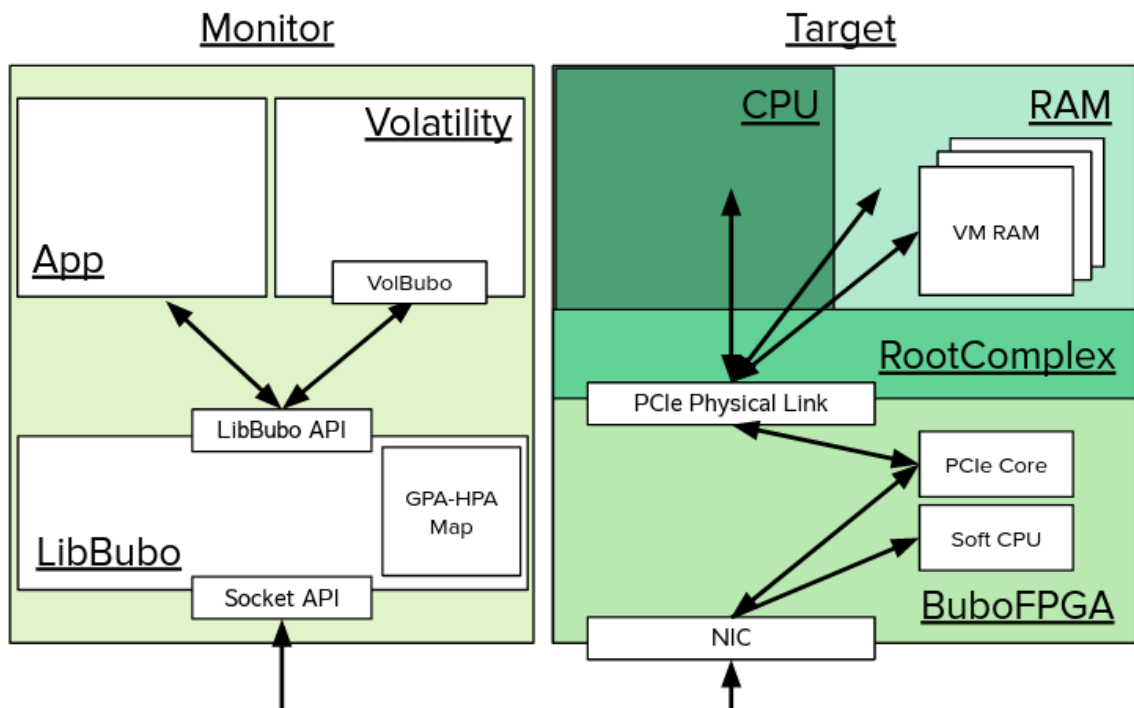 Monitor
Target
Volatility
App
VolBubo
LibBubo API
GPA-HPA
Map
LibBubo
Socket API
CPU
RAM
VM RAM
RootComplex
PCIe Physical Link
PCIe Core
Soft CPU
BuboFPGA
NIC